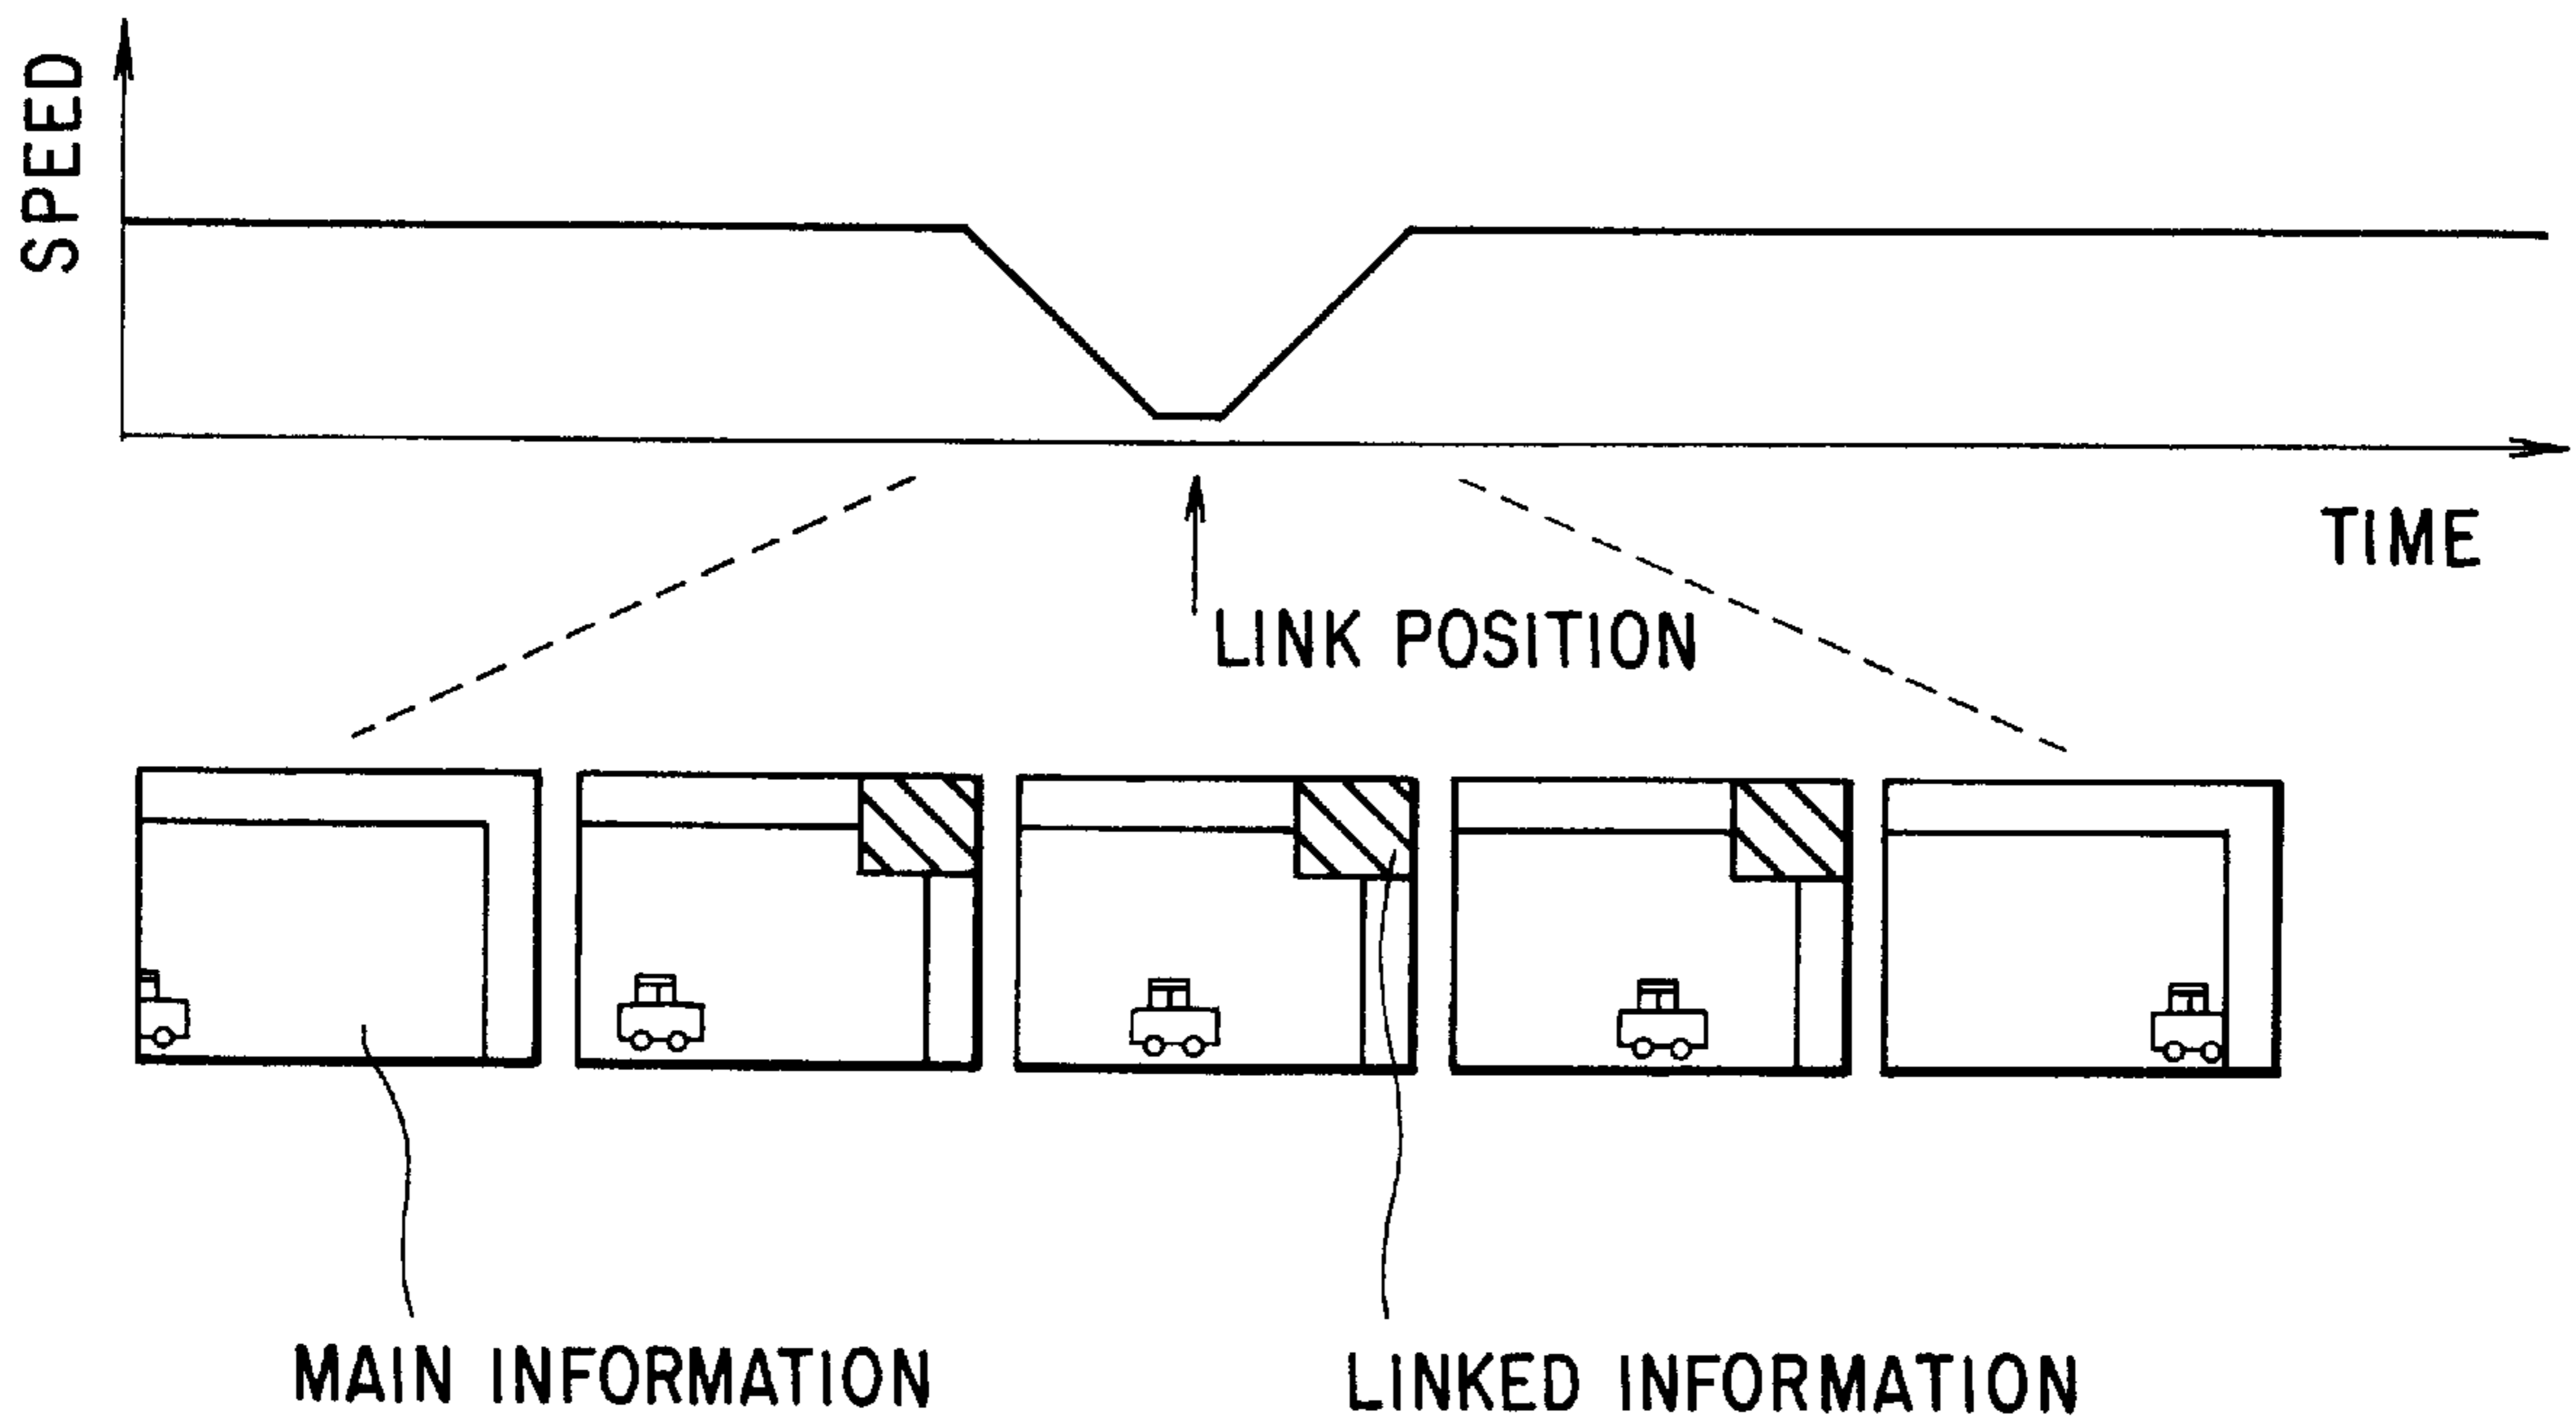 SPEED
TIME
LINK POSITION
MAIN INFORMATION
LINKED INFORMATION